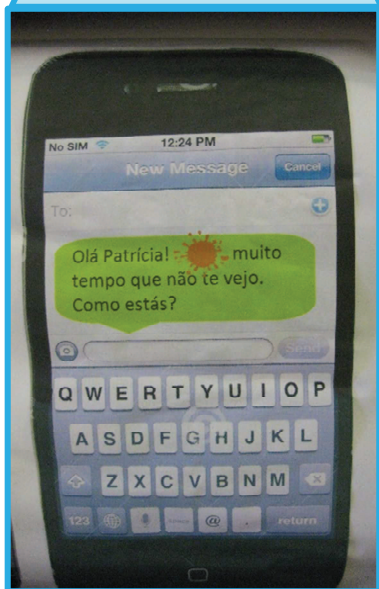 No SIM 12:24 PM
New Message Cancel
To:
Olá Patrícia! muito
tempo que não te vejo.
Como estás?
Send
Q W E R T Y U I O P
A S D F G H J K L
Z X C V B N M
123 @ . return